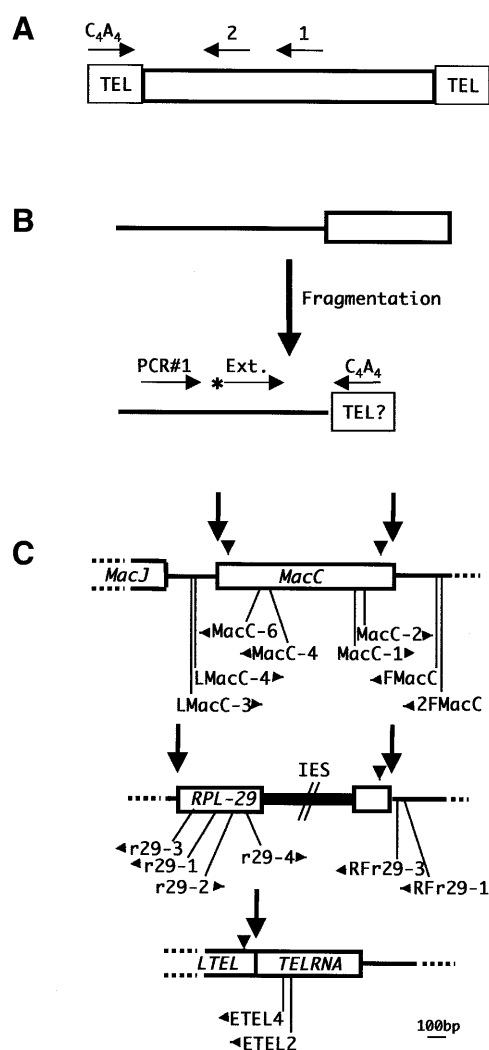 A
C4A4
2
1
TEL
TEL
B
Fragmentation
PCR#1
*
Ext.
C4A4
TEL?
C
MacJ
MacC
MacC-6
MacC-2
MacC-4
MacC-1
LMacC-4
FMacC
LMacC-3
2FMacC
IES
RPL-29
r29-3
r29-1
r29-4
RFr29-3
r29-2
RFr29-1
LTEL
TELRNA
ETEL4
ETEL2
100bp